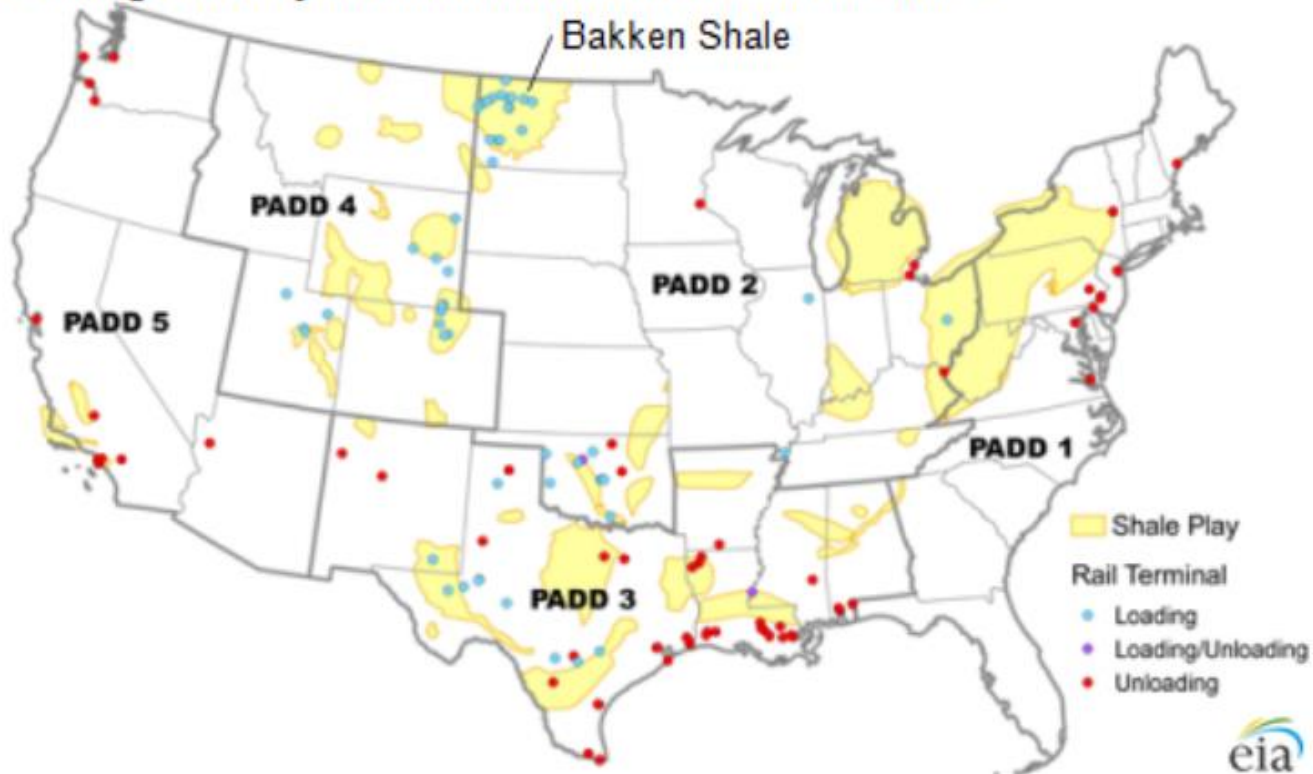 Bakken Shale
PADD 4
PADD 2
PADD 5
PADD 1
Shale Play
Rail Terminal
PADD 3
Loading
Loading/Unloading
Unloading
eia